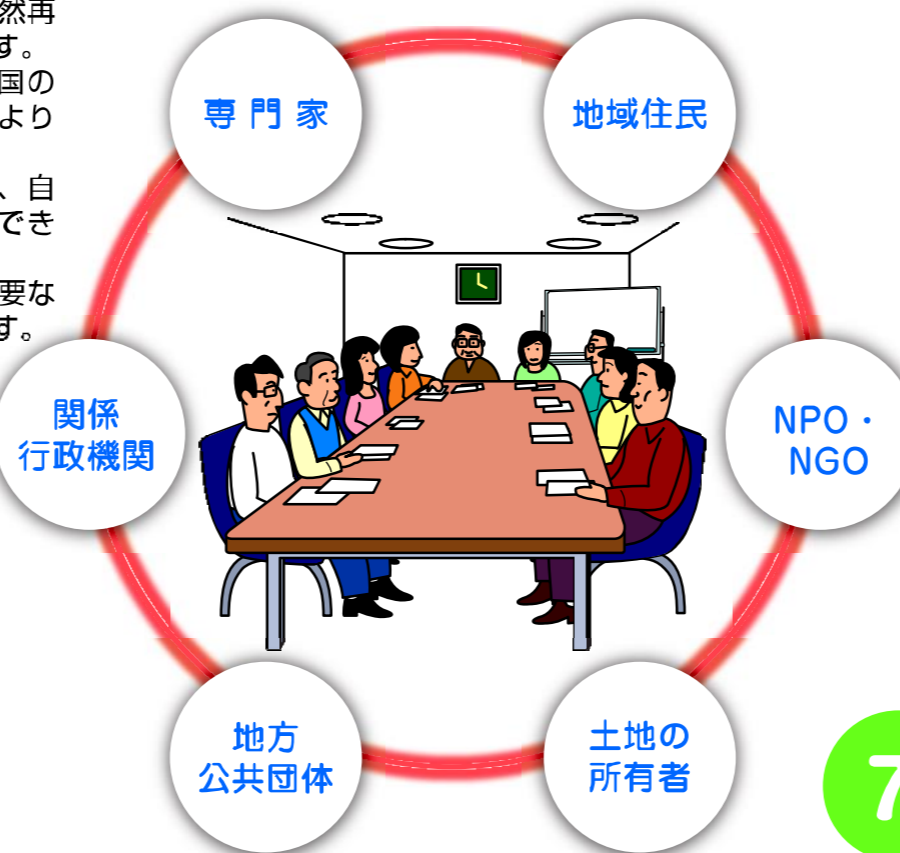 然再
す。
国の
より
、自
でき
要な
す。
専門家
地域住民
関係
行政機関
NPO・
NGO
地方
公共団体
土地の
所有者
7